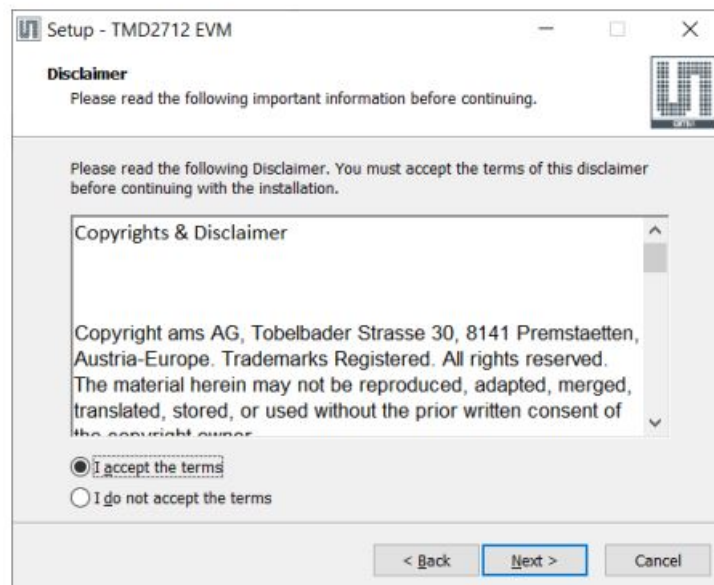 Setup - TMD2712 EVM
Disclaimer
Please read the following important information before continuing.
Please read the following Disclaimer. You must accept the terms of this disclaimer
before continuing with the installation.
Copyrights & Disclaimer
Copyright ams AG, Tobelbader Strasse 30, 8141 Premstaetten,
Austria-Europe. Trademarks Registered. All rights reserved.
The material herein may not be reproduced, adapted, merged,
translated, stored, or used without the prior written consent of
the copyright owner.
I accept the terms
I do not accept the terms
< Back
Next >
Cancel